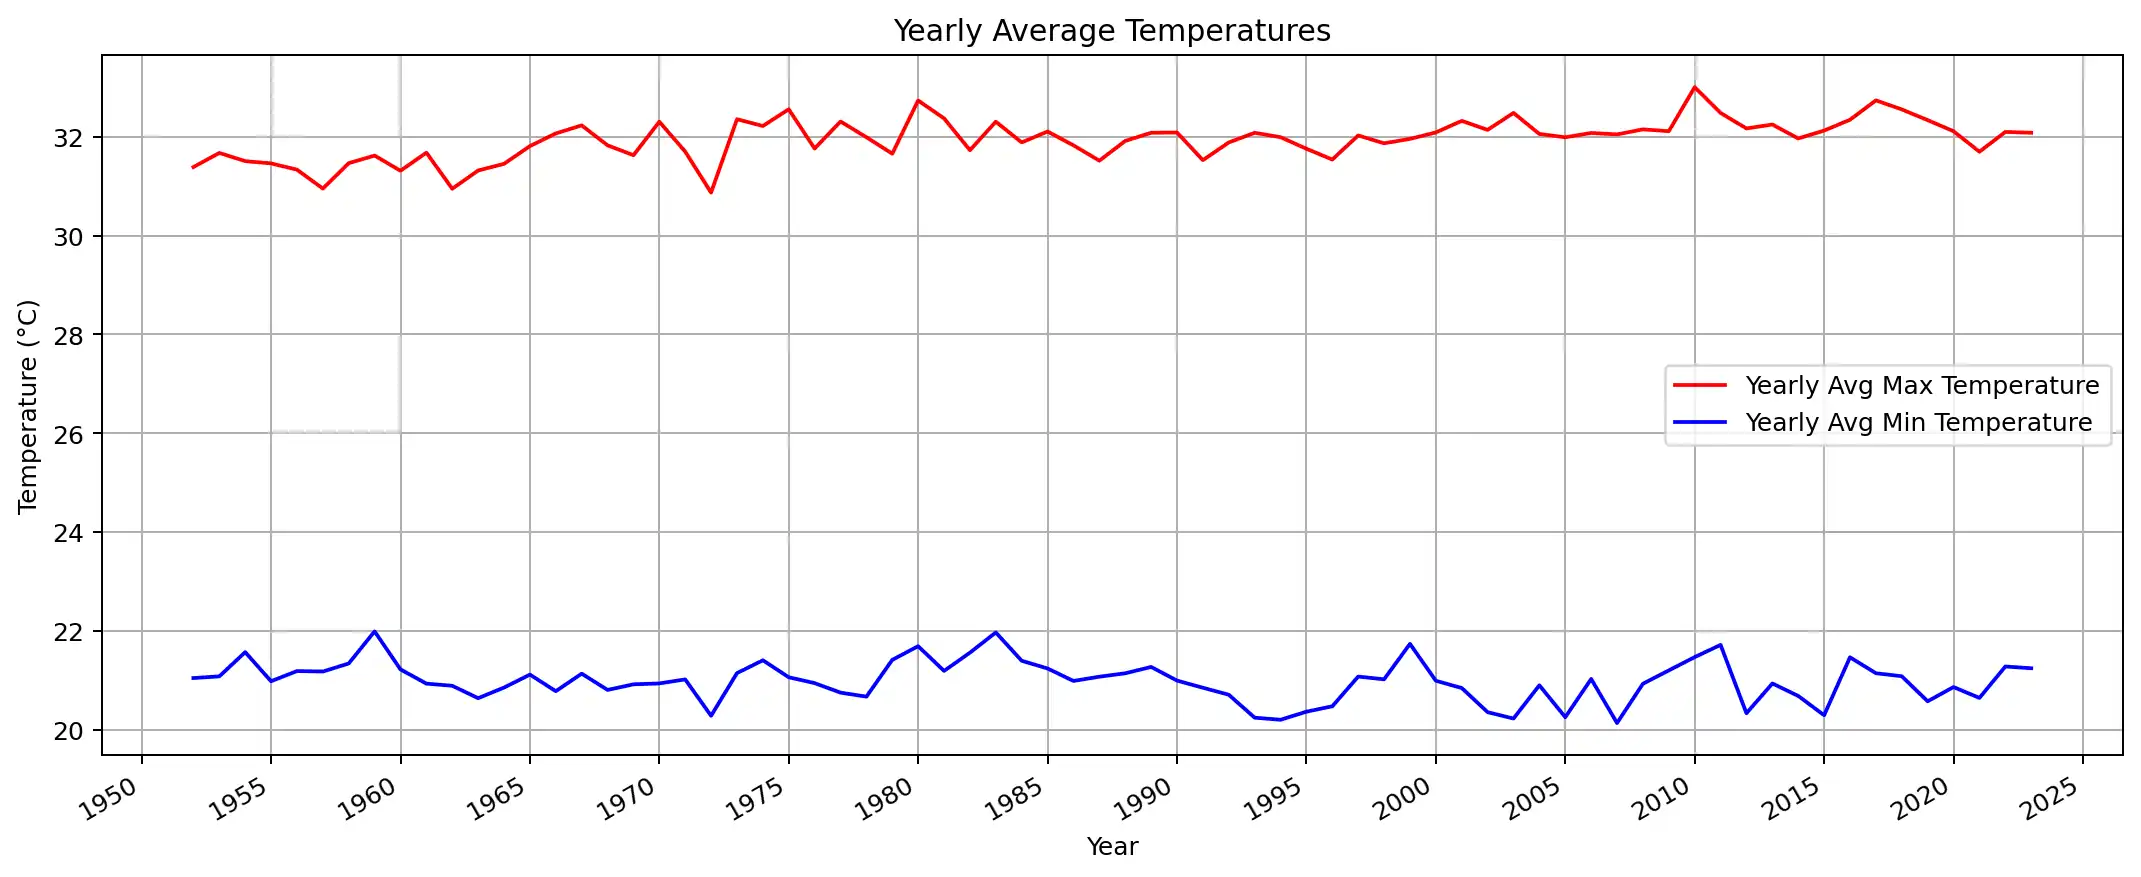 Yearly Average Temperatures
Temperature (°C)
32
30
28
26
24
22
20
Yearly Avg Max Temperature
Yearly Avg Min Temperature
1950 1955 1960 1965 1970 1975 1980 1985 1990 1995 2000 2005 2010 2015 2020 2025
Year